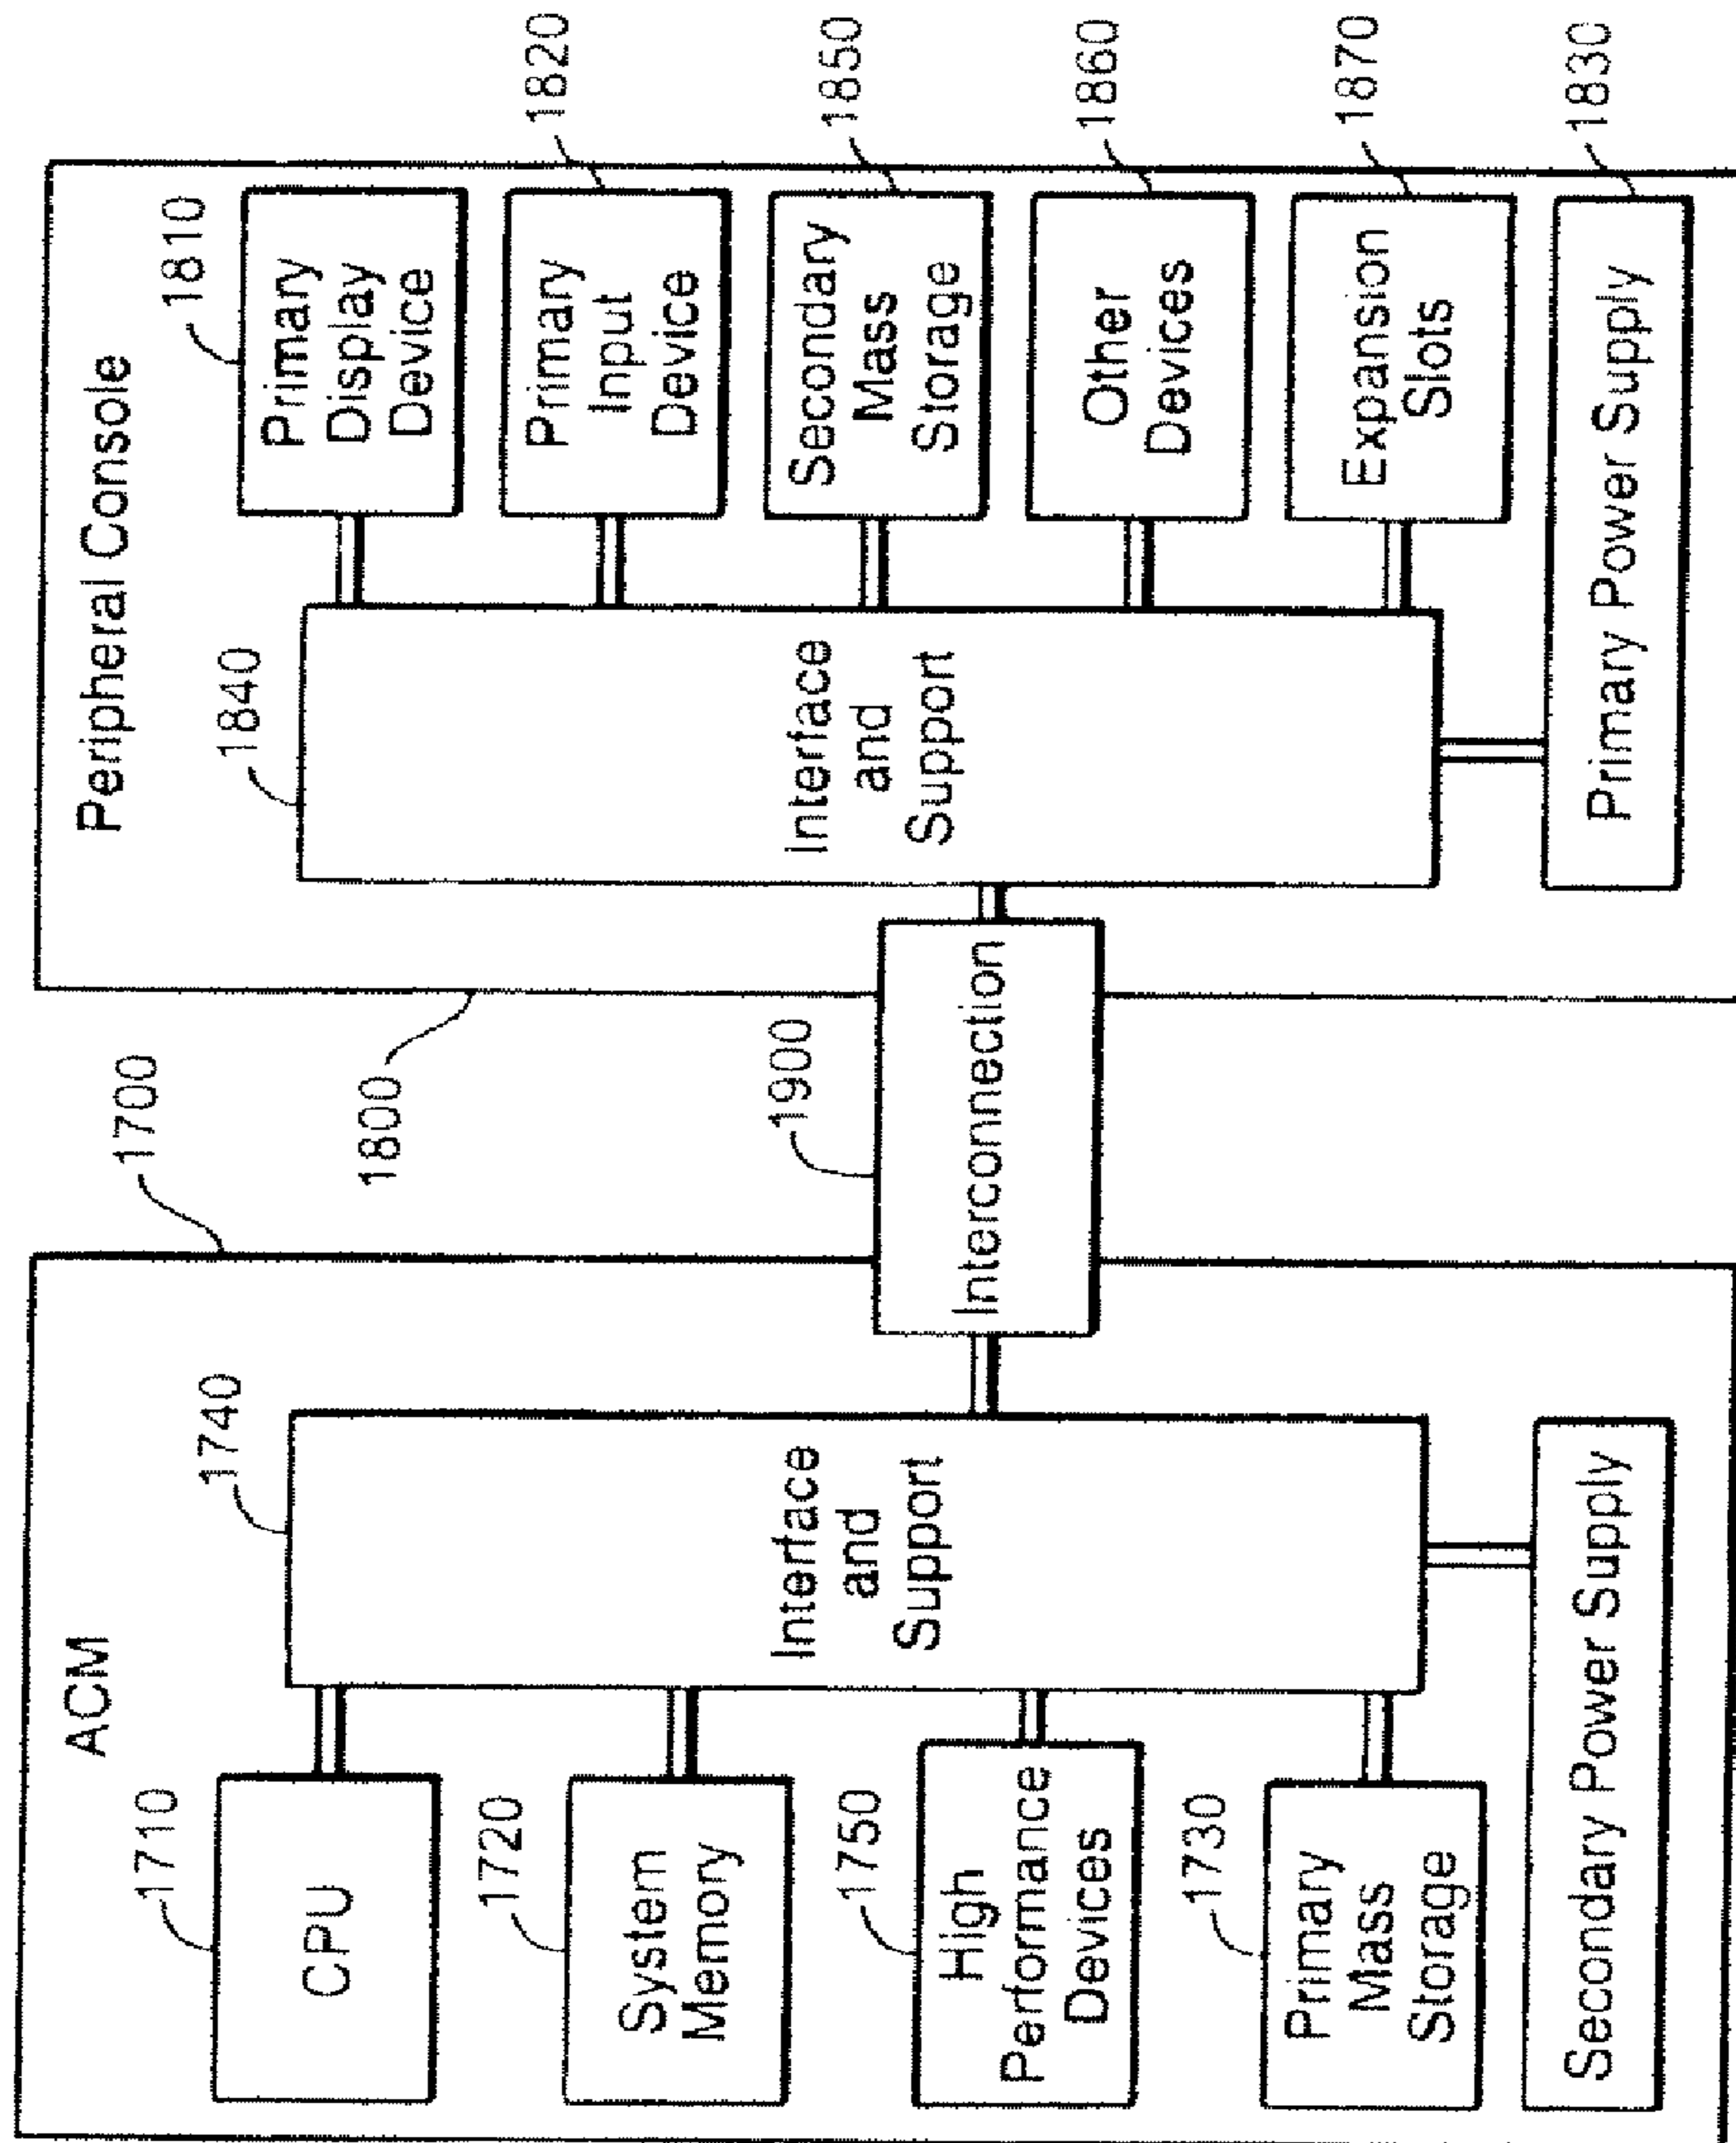 ACM
1700
1710
CPU
1720
System
Memory
1750
High
Performance
Devices
1730
Primary
Mass
Storage
1740
Interface
and
Support
Secondary Power Supply
1900
Interconnection
Peripheral Console
1800
1840
Interface
and
Support
1810
Primary
Display
Device
1820
Primary
Input
Device
1850
Secondary
Mass
Storage
1860
Other
Devices
1870
Expansion
Slots
1830
Primary Power Supply